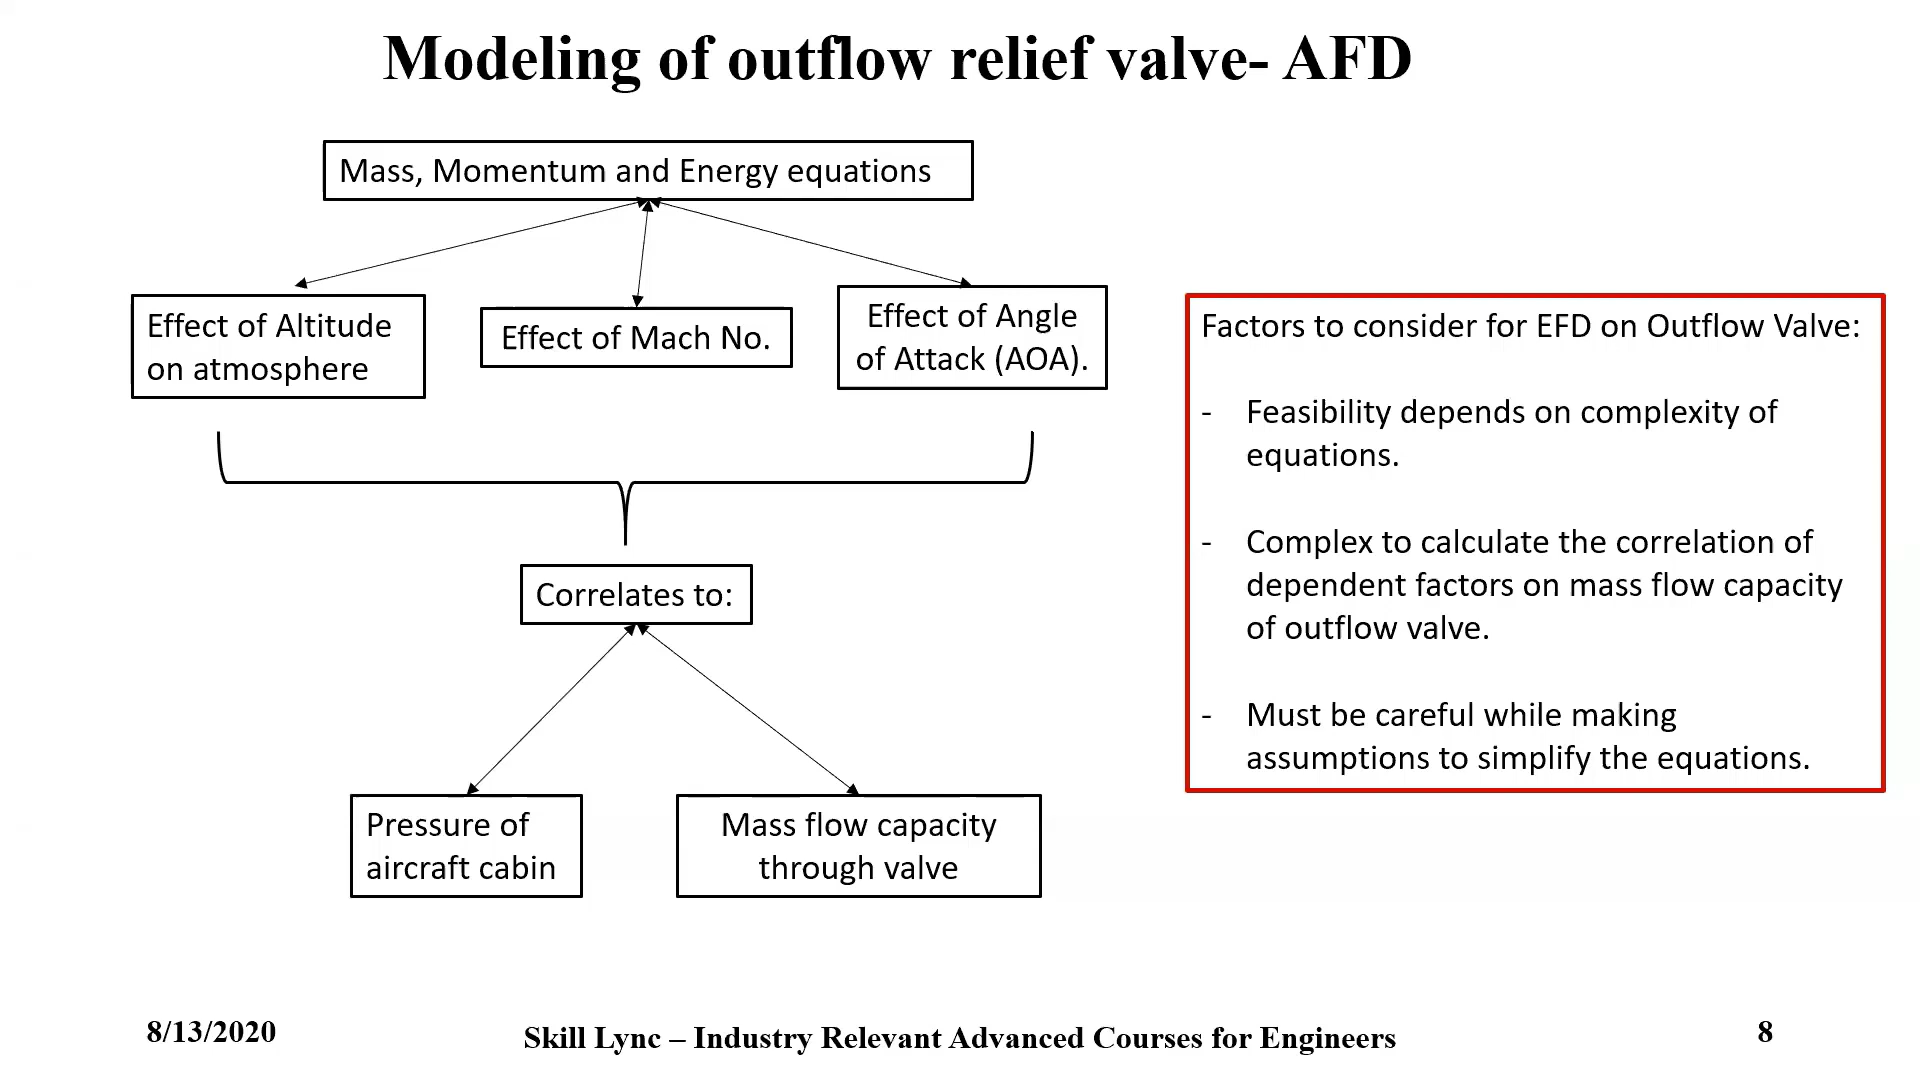 Modeling of outflow relief valve- AFD
Mass, Momentum and Energy equations
Effect of Altitude
on atmosphere
Effect of Mach No.
Effect of Angle
of Attack (AOA).
Correlates to:
Pressure of
aircraft cabin
Mass flow capacity
through valve
Factors to consider for EFD on Outflow Valve:
- Feasibility depends on complexity of
equations.
- Complex to calculate the correlation of
dependent factors on mass flow capacity
of outflow valve.
- Must be careful while making
assumptions to simplify the equations.
8/13/2020
Skill Lync – Industry Relevant Advanced Courses for Engineers
8